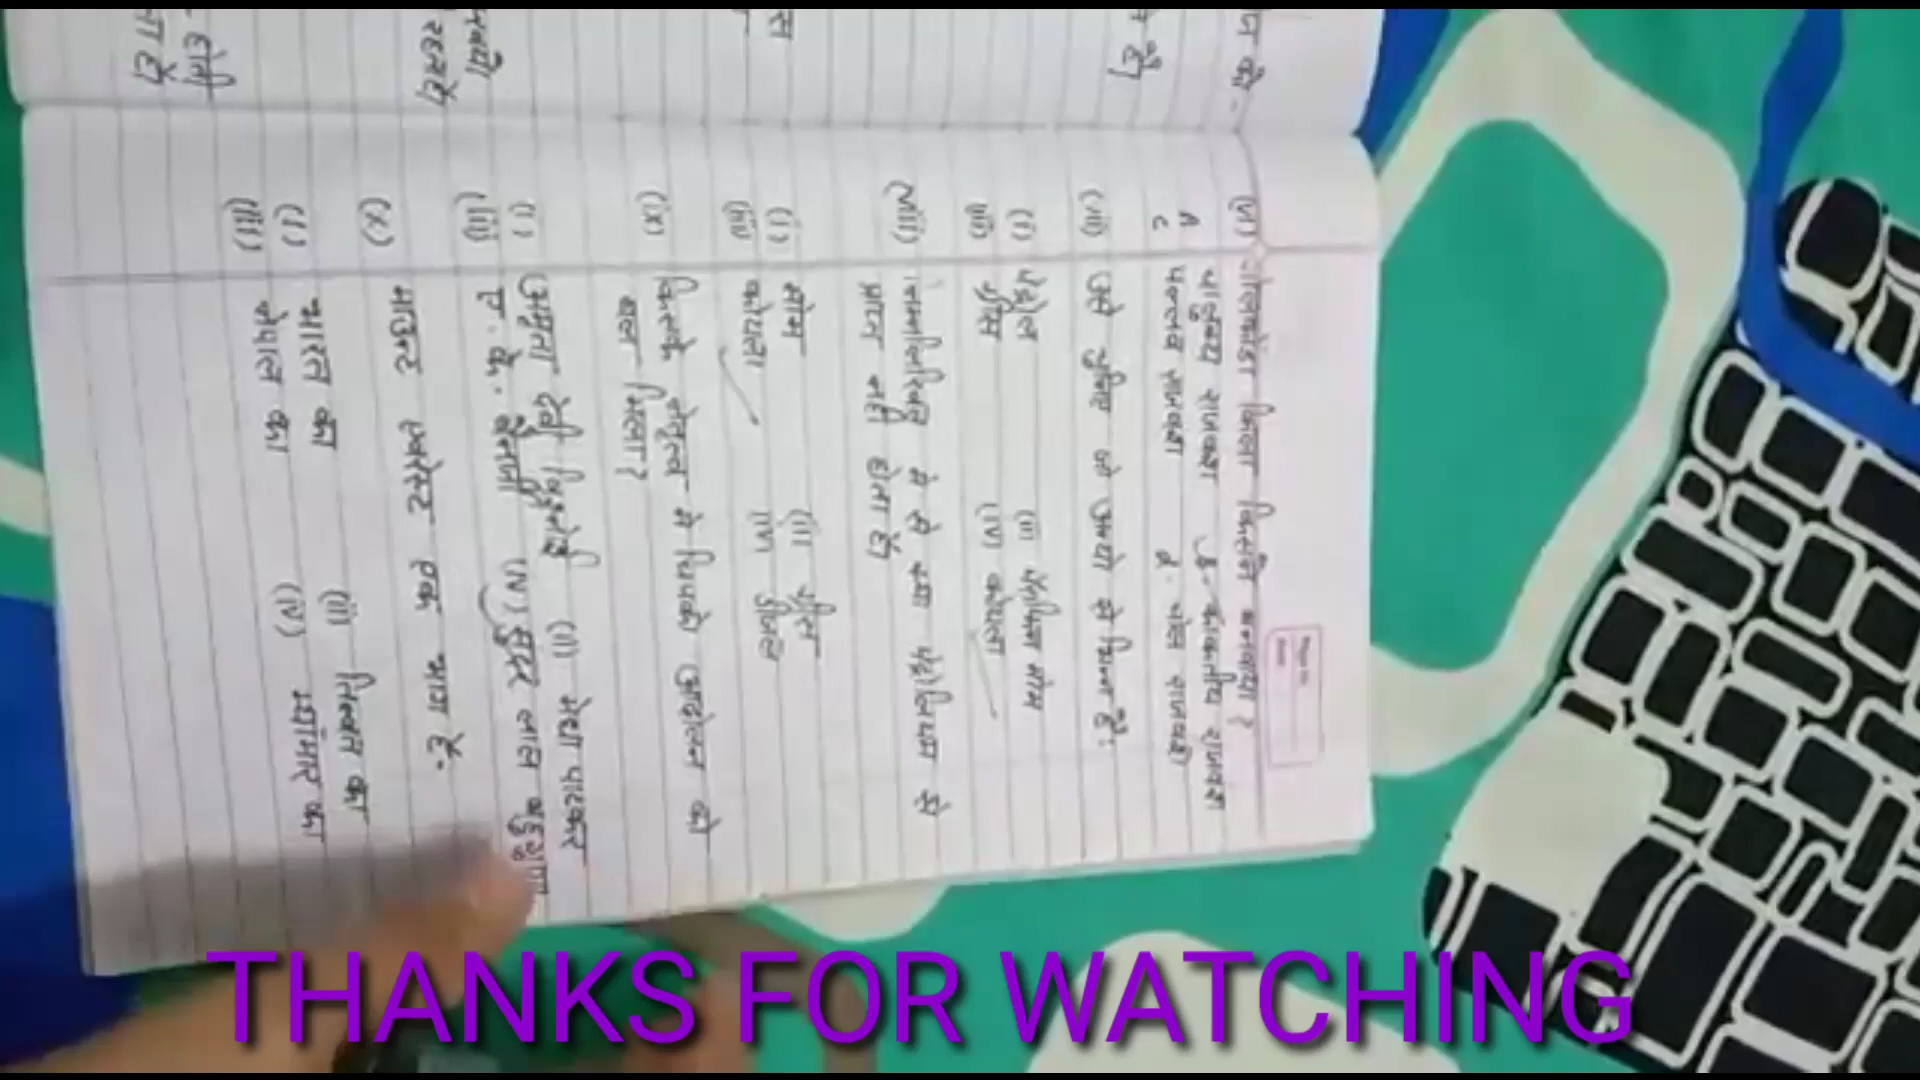 न की
(vi) गोलकोंडा किला किसने बनवाया?
A चालुक्य राजवंश B. काकतीय राजवंश
C पल्लव राजवंश d. चोल राजवंश
(vii) उसे चुनिए जो अन्यो से भिन्न है:
(i) पेट्रोल (ii) पैराफिन मोम
(iii) ग्रीस (iv) कोयला
(viii) निम्नलिखित मे से क्या पेट्रोलियम से
प्राप्त नही होता है।
(i) मोम (ii) ग्रीस
(iii) कोयला (iv) डीजल
(ix) किसके नेतृत्व मे चिपको आंदोलन को
बल मिला?
(i) अमृता देवी बिश्नोई (ii) मेधा पाटकर
(iii) ए. के. बैनर्जी (iv) सुंदर लाल बहुगुणा
(x) माउन्ट एवरेस्ट एक भाग है-
(i) भारत का (ii) तिब्बत का
(iii) नेपाल का (iv) म्यांमार का
THANKS FOR WATCHING